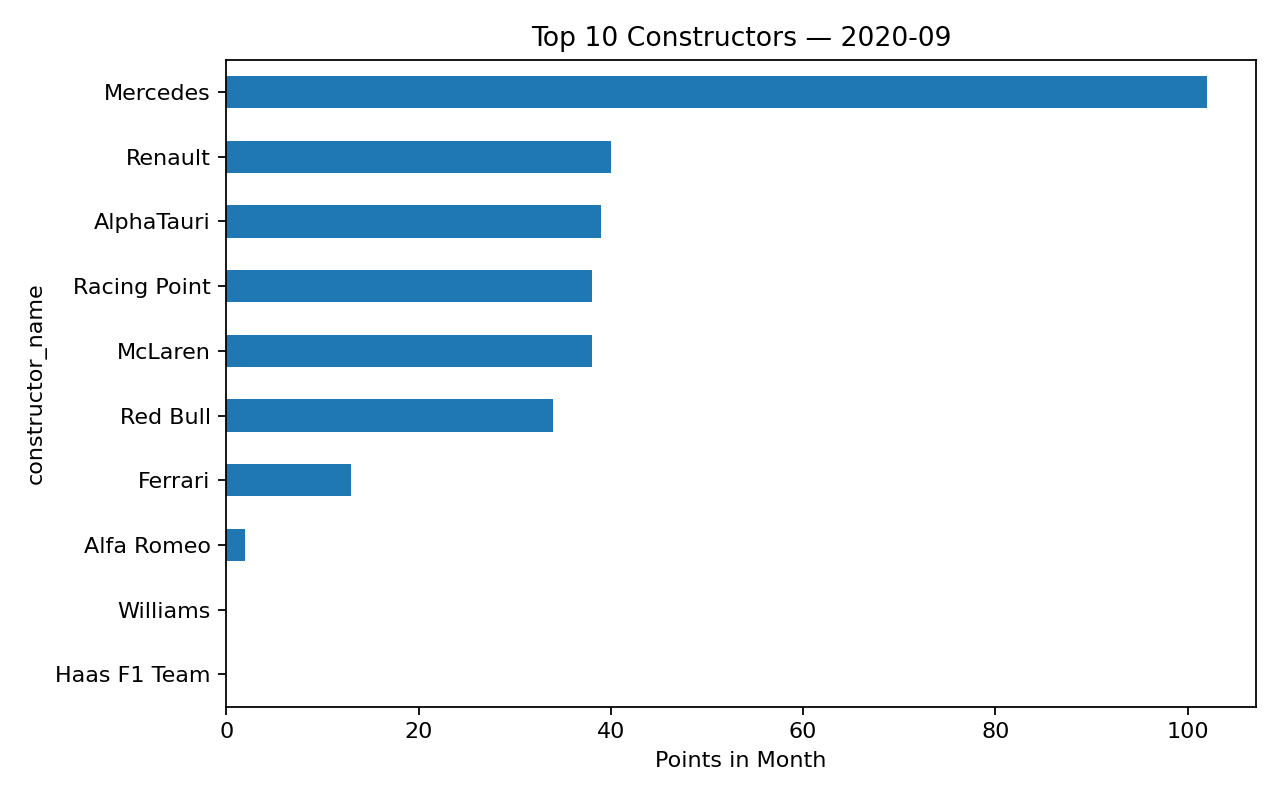 Top 10 Constructors — 2020-09
constructor_name
Mercedes
Renault
AlphaTauri
Racing Point
McLaren
Red Bull
Ferrari
Alfa Romeo
Williams
Haas F1 Team
0 20 40 60 80 100
Points in Month